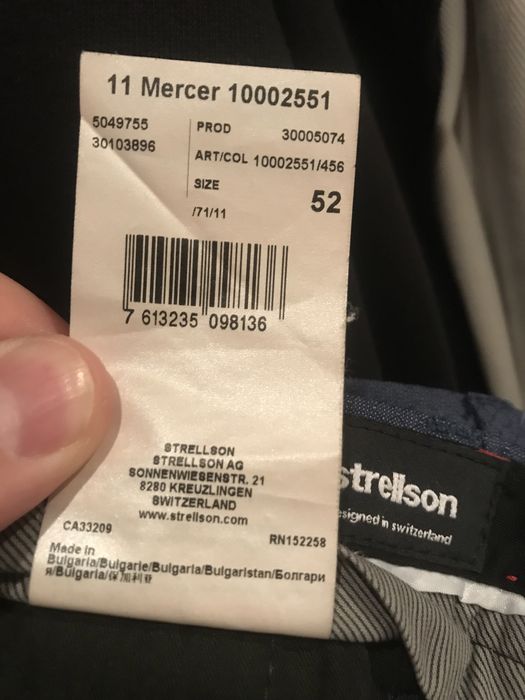 11 Mercer 10002551
5049755
30103896
PROD 30005074
ART/COL 10002551/456
SIZE 52
/71/11
7 613235 098136
STRELLSON
STRELLSON AG
SONNENWIESENSTR. 21
8280 KREUZLINGEN
SWITZERLAND
www.strellson.com
CA33209 RN152258
Made in
Bulgaria/Bulgarie/Bulgaria/Bulgaristan/Болгари
я/Bulgaria/保加利亚
strellson
esigned in switzerland